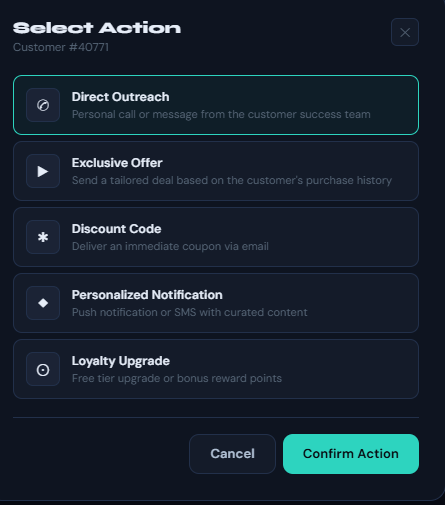 Select Action
Customer #40771
Direct Outreach
Personal call or message from the customer success team
Exclusive Offer
Send a tailored deal based on the customer's purchase history
Discount Code
Deliver an immediate coupon via email
Personalized Notification
Push notification or SMS with curated content
Loyalty Upgrade
Free tier upgrade or bonus reward points
Cancel
Confirm Action